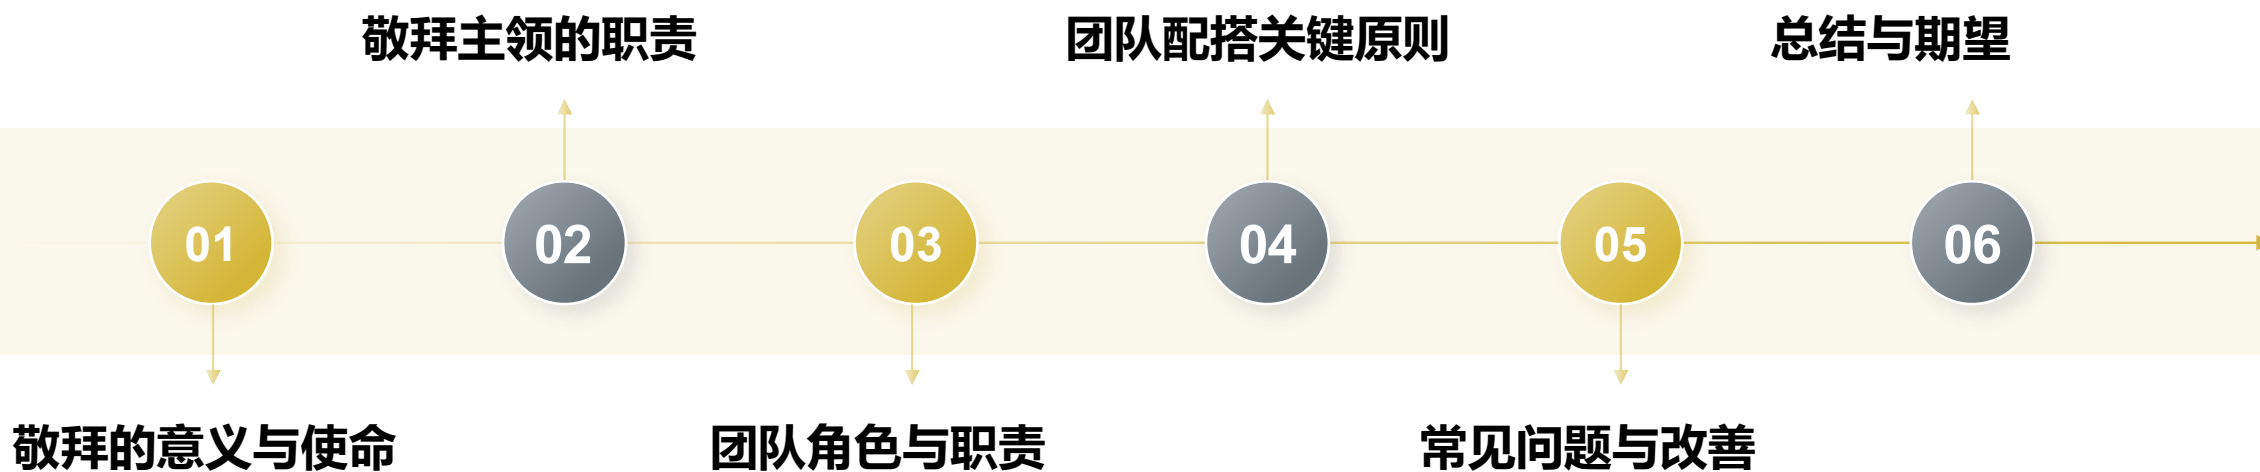 敬拜主领的职责
团队配搭关键原则
总结与期望
01
02
03
04
05
06
敬拜的意义与使命
团队角色与职责
常见问题与改善